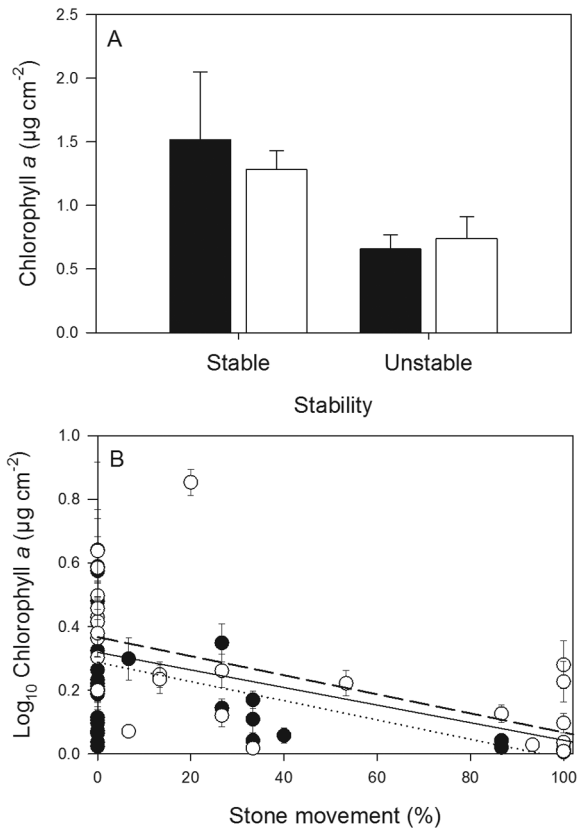 A
Chlorophyll a (µg cm-2)
2.5
2.0
1.5
1.0
0.5
0.0
Stable Unstable
Stability
B
Log10 Chlorophyll a (µg cm-2)
1.0
0.8
0.6
0.4
0.2
0.0
0 20 40 60 80 100
Stone movement (%)